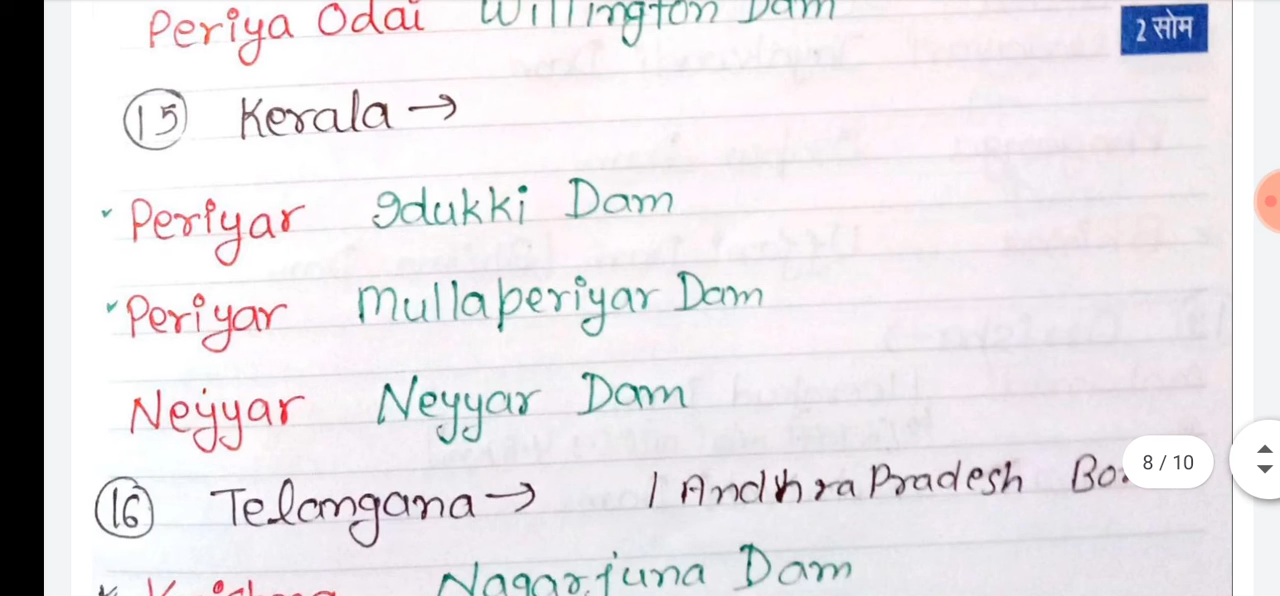 Periya Odai Willington Dam
2 सोम
15 Kerala →
Periyar Idukki Dam
Periyar Mullaperiyar Dam
Neyyar Neyyar Dam
8 / 10
16 Telangana → / Andhra Pradesh Bo
Nagarjuna Dam